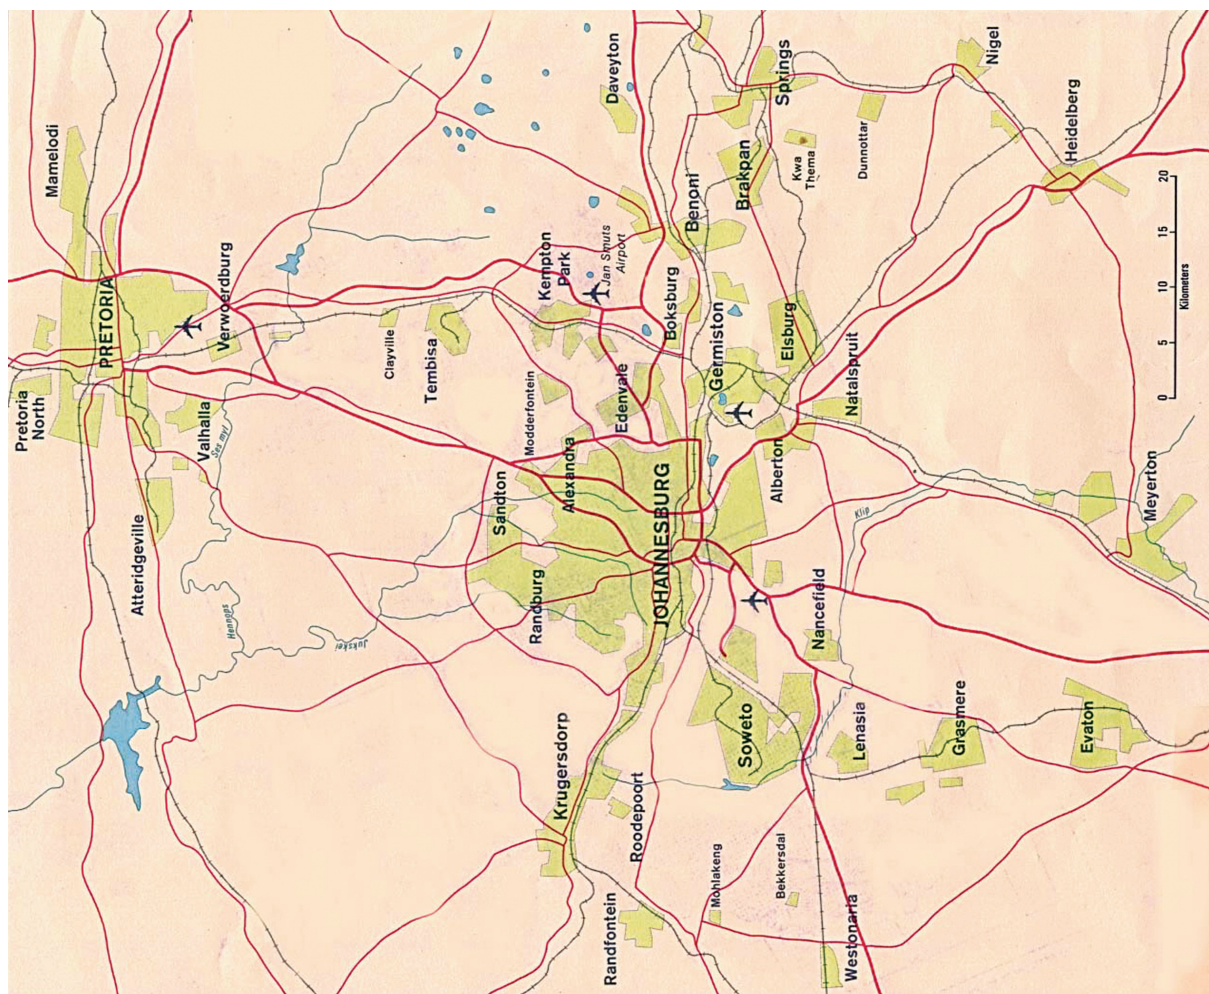 Pretoria
North
Mamelodi
PRETORIA
Atteridgeville
Valhalla
Ses myl
Verwoerdburg
Hennops
Jukskei
Clayville
Tembisa
Sandton
Modderfontein
Randburg
Alexandra
Kempton
Park
Krugersdorp
Jan Smuts
Airport
Daveyton
Randfontein
Edenvale
Roodepoort
JOHANNESBURG
Boksburg
Benoni
Mohlakeng
Germiston
Brakpan
Soweto
Bekkersdal
Alberton
Elsburg
Springs
Kwa
Thema
Nancefield
Westonaria
Lenasia
Klip
Natalspruit
Dunnottar
Grasmere
Nigel
Heidelberg
Evaton
Meyerton
0 5 10 15 20
Kilometers